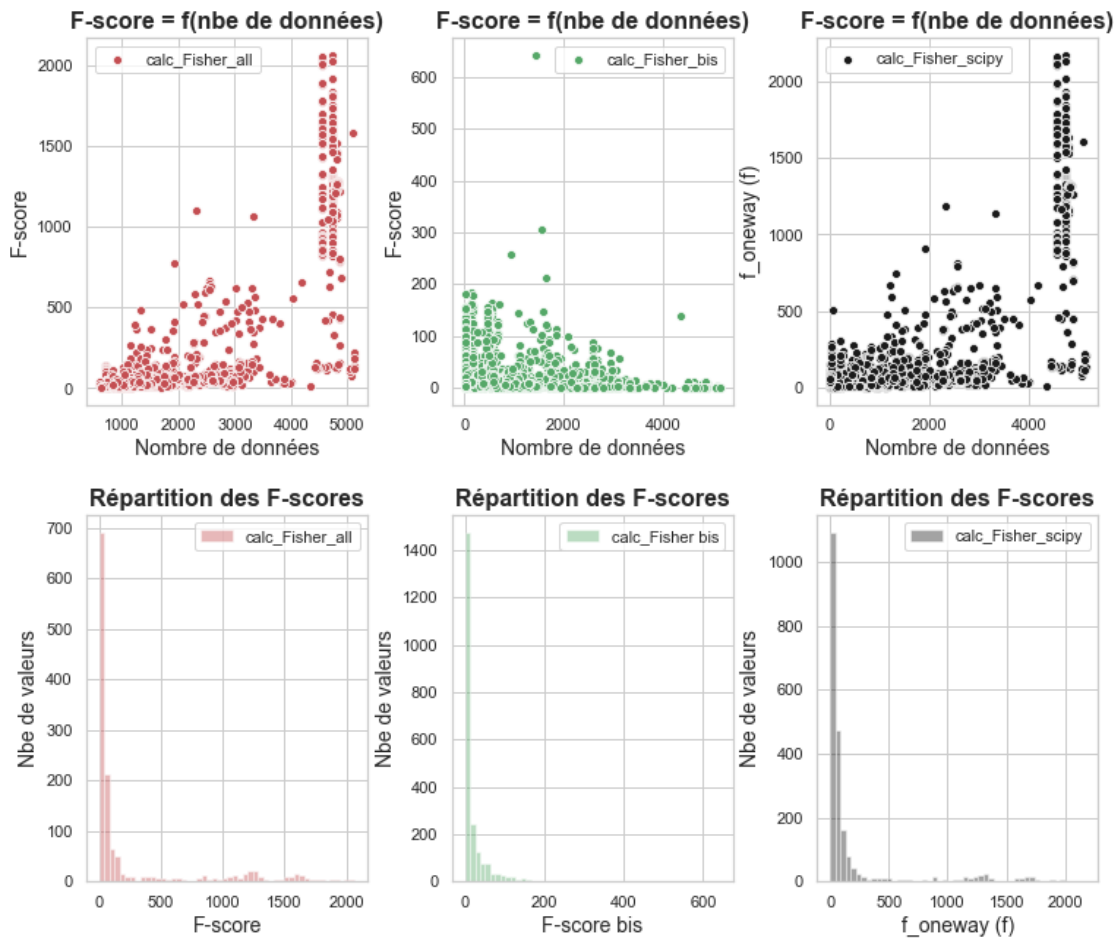 F-score = f(nbe de données)
F-score = f(nbe de données)
F-score = f(nbe de données)
calc_Fisher_all
calc_Fisher_bis
calc_Fisher_scipy
F-score
F-score
f_oneway (f)
2000
1500
1000
500
0
600
500
400
300
200
100
0
2000
1500
1000
500
0
1000 2000 3000 4000 5000
0 2000 4000
0 2000 4000
Nombre de données
Nombre de données
Nombre de données
Répartition des F-scores
Répartition des F-scores
Répartition des F-scores
calc_Fisher_all
calc_Fisher bis
calc_Fisher_scipy
Nbe de valeurs
Nbe de valeurs
Nbe de valeurs
700
600
500
400
300
200
100
0
1400
1200
1000
800
600
400
200
0
1000
800
600
400
200
0
0 500 1000 1500 2000
0 200 400 600
0 500 1000 1500 2000
F-score
F-score bis
f_oneway (f)